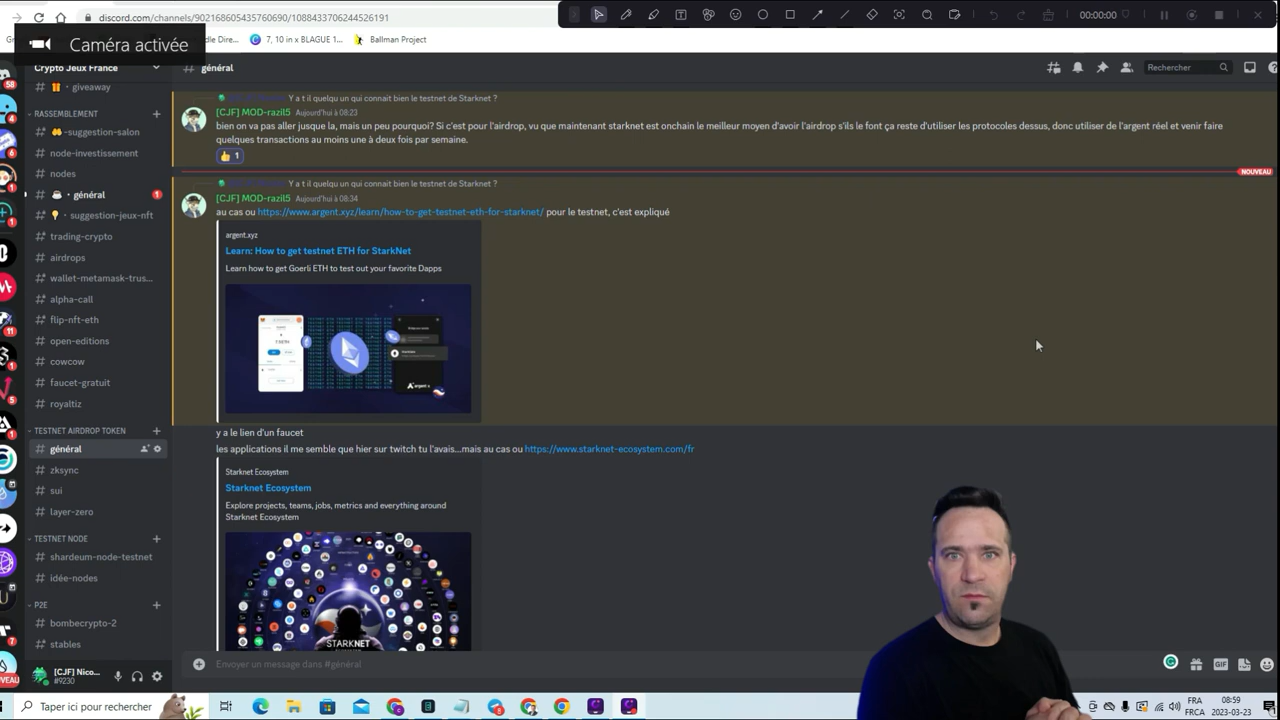 discord.com/channels/902168605435760690/1088433706244526191
00:00:00
Caméra activée
dle Dire...
7, 10 in x BLAGUE 1...
Ballman Project
Crypto Jeux France
général
Rechercher
58
giveaway
RASSEMBLEMENT
-suggestion-salon
node-investissement
nodes
général
1
suggestion-jeux-nft
trading-crypto
airdrops
wallet-metamask-trus...
alpha-call
flip-nft-eth
open-editions
cowcow
faucet-gratuit
royaltiz
TESTNET AIRDROP TOKEN
général
zksync
sui
layer-zero
TESTNET NODE
shardeum-node-testnet
idée-nodes
P2E
bombecrypto-2
stables
[CJF] Nico...
#9230
Y a t il quelqu un qui connait bien le testnet de Starknet ?
[CJF] MOD-razil5 Aujourd'hui à 08:23
bien on va pas aller jusque la, mais un peu pourquoi? Si c'est pour l'airdrop, vu que maintenant starknet est onchain le meilleur moyen d'avoir l'airdrop s'ils le font ça reste d'utiliser les protocoles dessus, donc utiliser de l'argent réel et venir faire
quelques transactions au moins une à deux fois par semaine.
1
NOUVEAU
Y a t il quelqu un qui connait bien le testnet de Starknet ?
[CJF] MOD-razil5 Aujourd'hui à 08:34
au cas ou https://www.argent.xyz/learn/how-to-get-testnet-eth-for-starknet/ pour le testnet, c'est expliqué
argent.xyz
Learn: How to get testnet ETH for StarkNet
Learn how to get Goerli ETH to test out your favorite Dapps
argent x
y a le lien d'un faucet
les applications il me semble que hier sur twitch tu l'avais...mais au cas ou https://www.starknet-ecosystem.com/fr
Starknet Ecosystem
Starknet Ecosystem
Explore projects, teams, jobs, metrics and everything around
Starknet Ecosystem
STARKNET
Envoyer un message dans #général
GIF
Taper ici pour rechercher
FRA
FRCA
08:59
2023-03-23